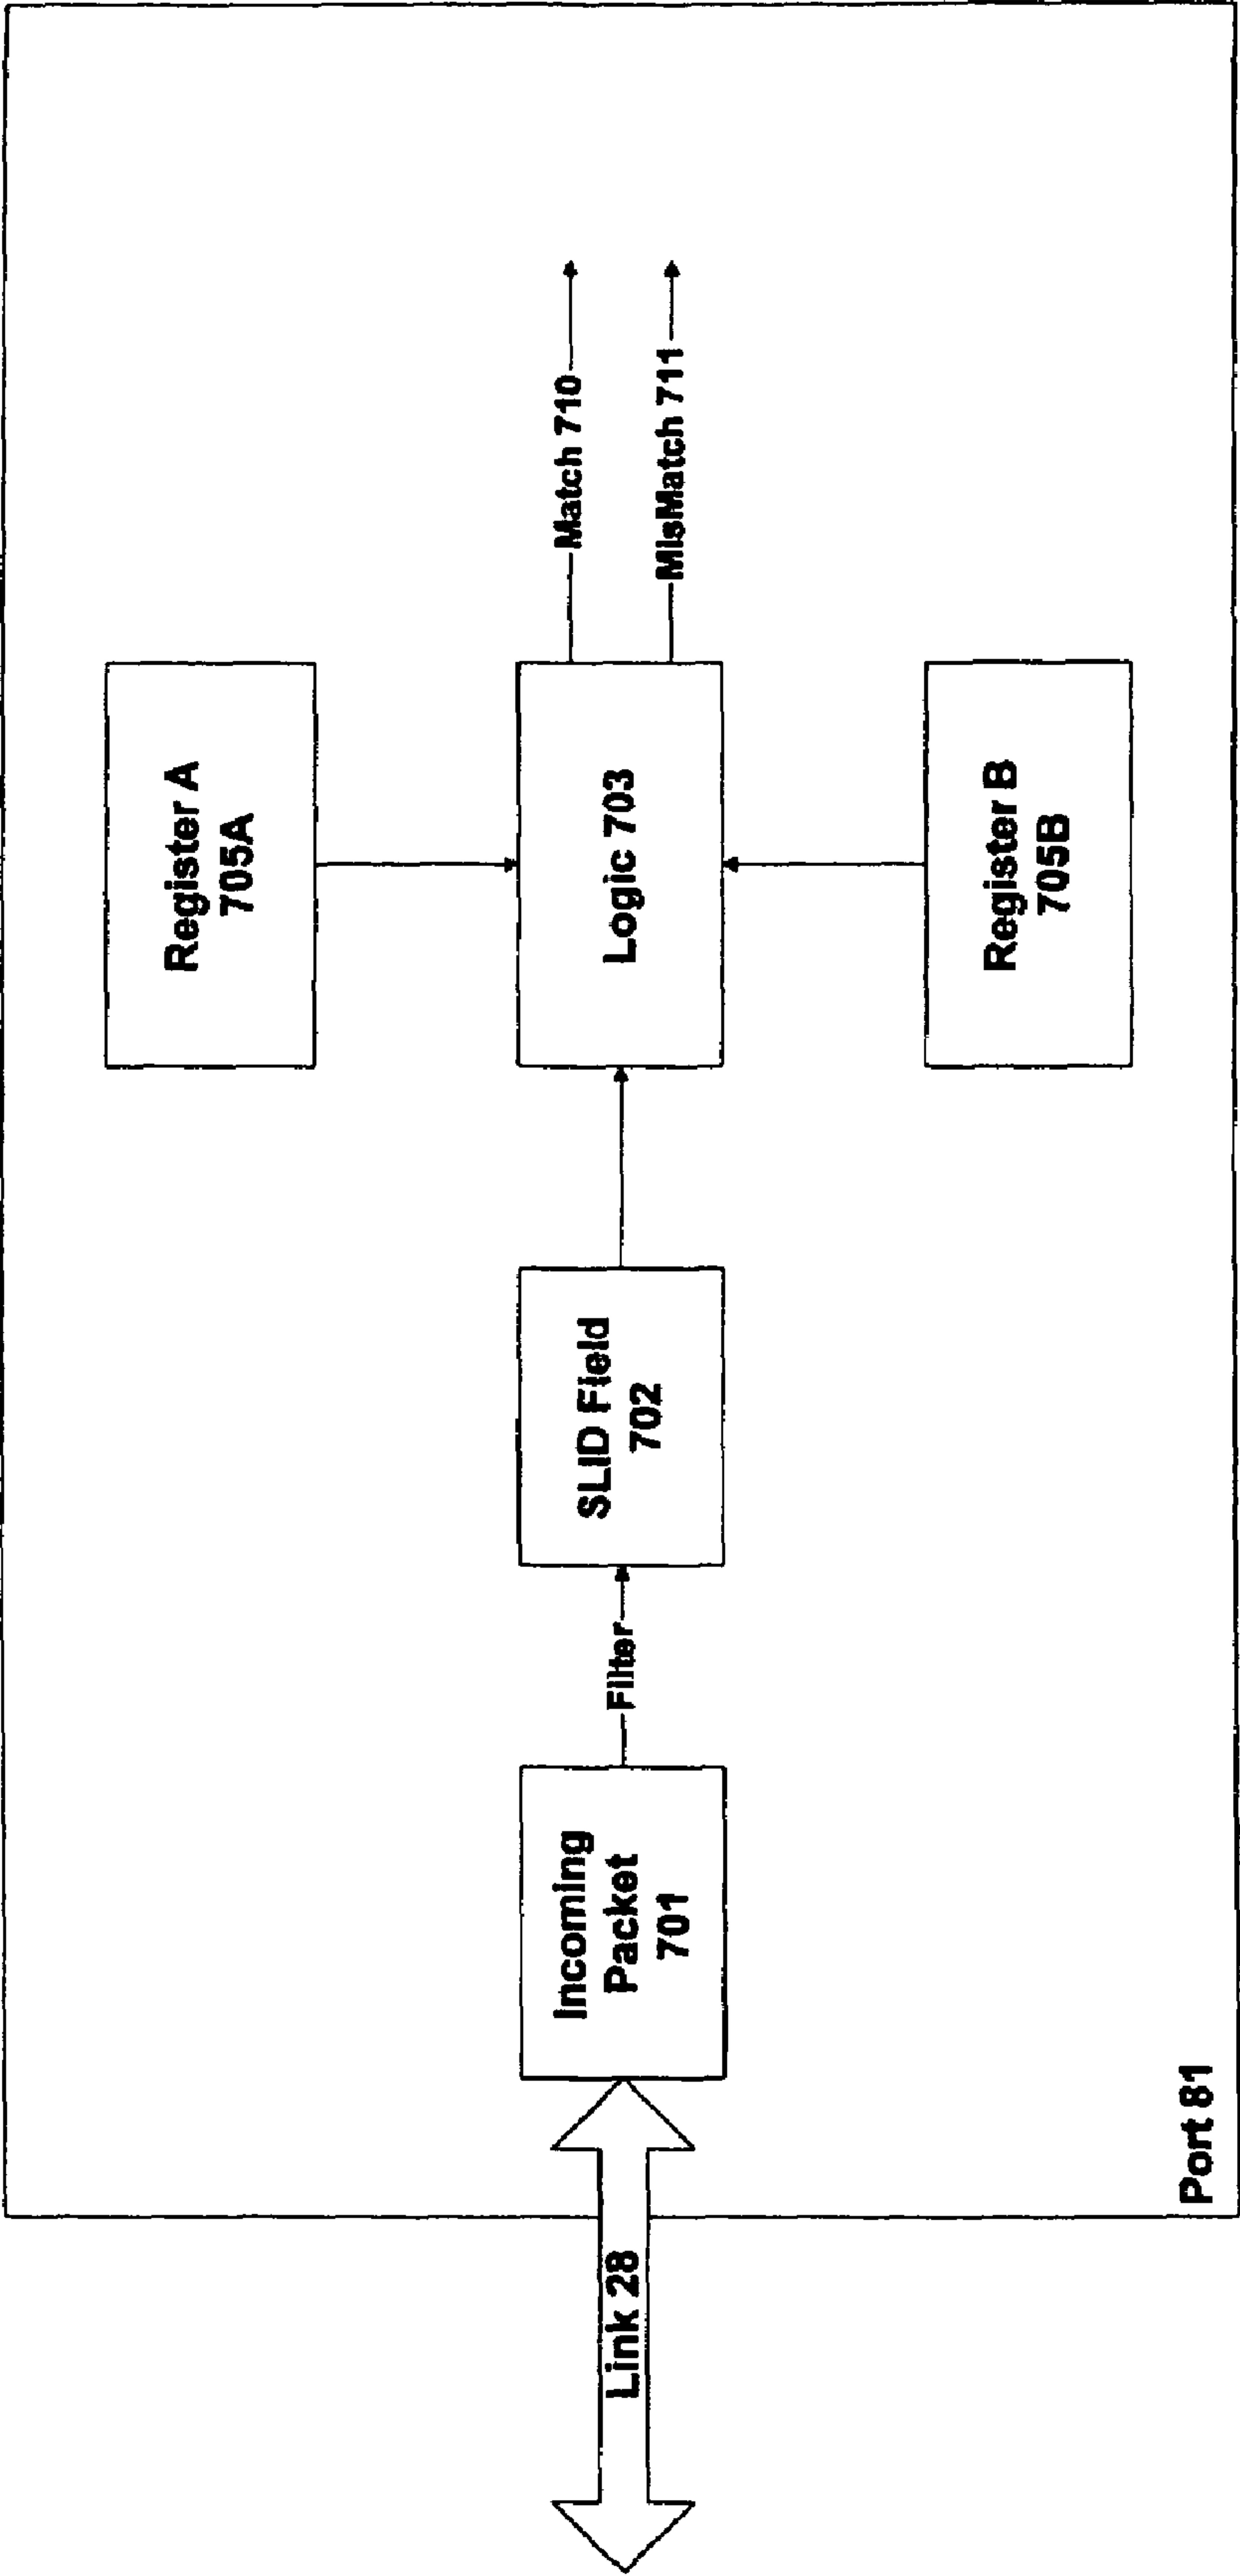 Register A
705A
Match 710
MisMatch 711
Link 28
Incoming
Packet
701
Filter
SLID Field
702
Logic 703
Register B
705B
Port 81